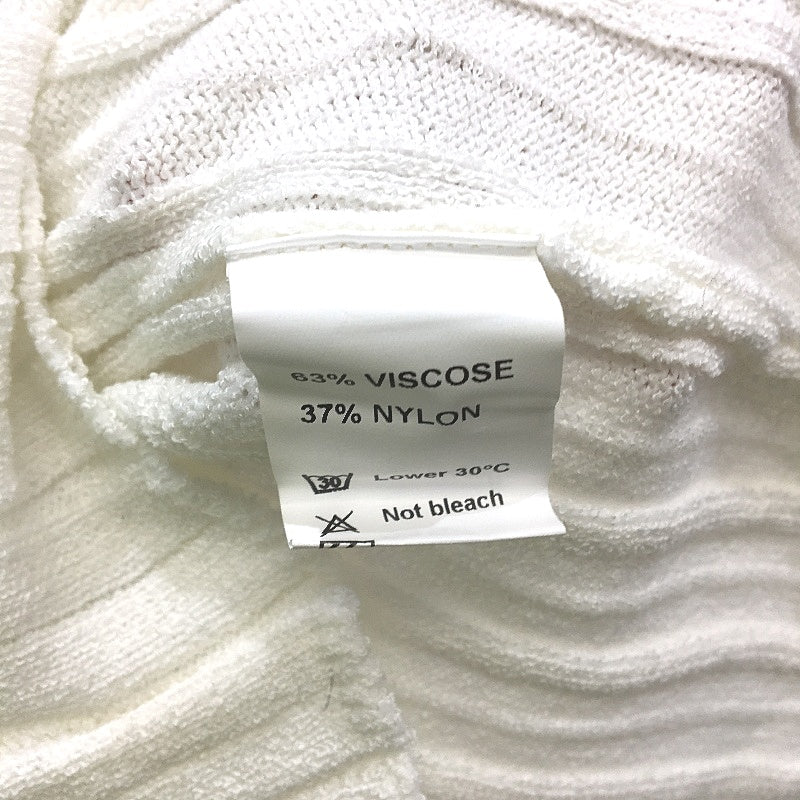 63% VISCOSE
37% NYLON
30 Lower 30°C
Not bleach